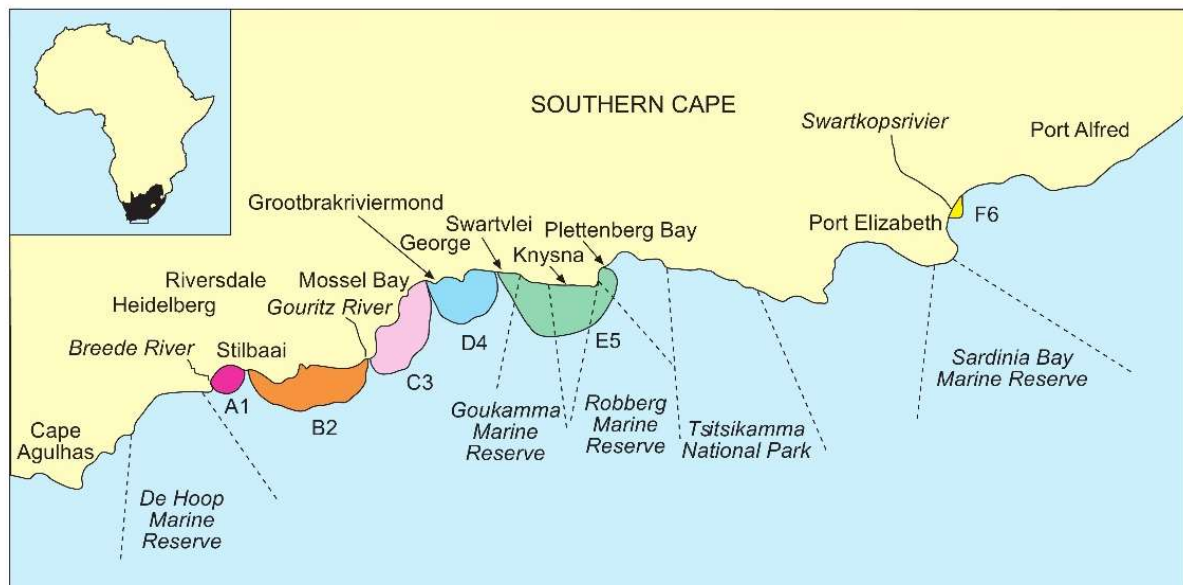 SOUTHERN CAPE
Swartkopsrivier
Port Alfred
Grootbrakriviermond
Swartvlei
Plettenberg Bay
Port Elizabeth
F6
George
Knysna
Riversdale
Mossel Bay
Heidelberg
Gouritz River
Breede River
Stilbaai
D4
E5
A1
C3
B2
Sardinia Bay
Marine Reserve
Goukamma
Marine
Reserve
Robberg
Marine
Reserve
Tsitsikamma
National Park
Cape
Agulhas
De Hoop
Marine
Reserve